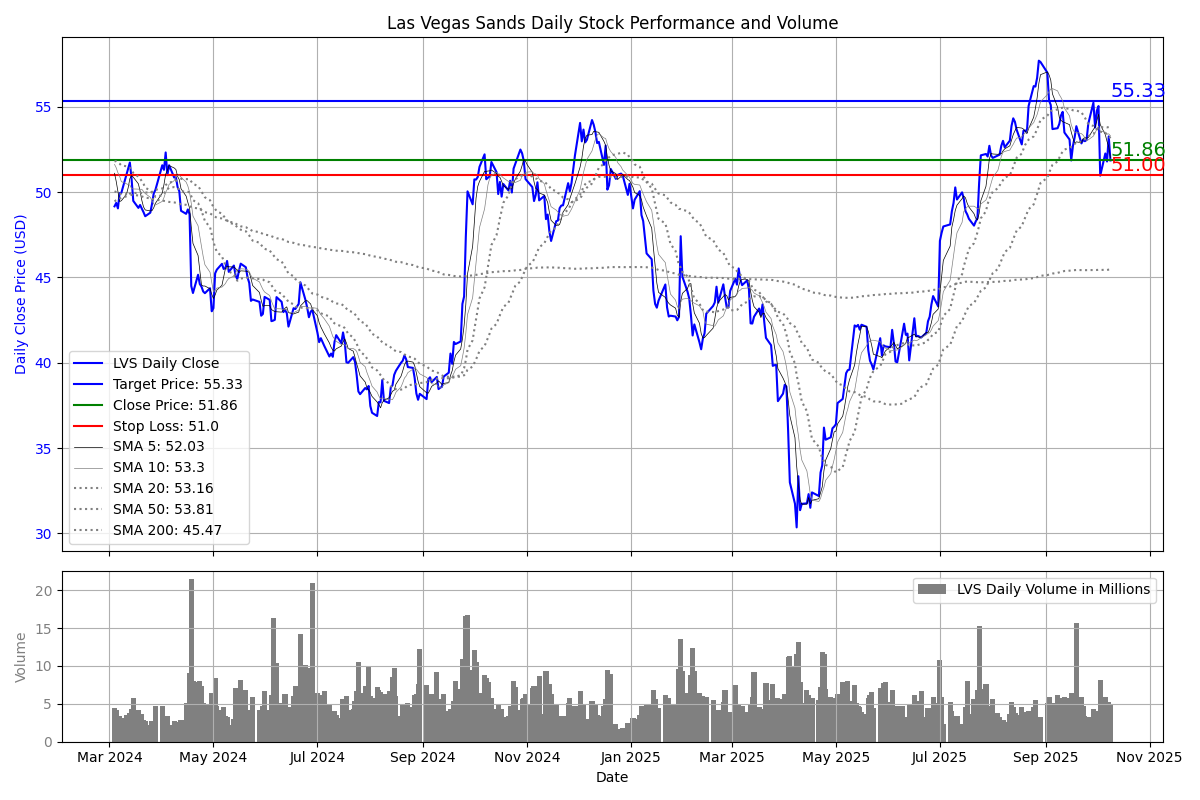 Las Vegas Sands Daily Stock Performance and Volume
Daily Close Price (USD)
55
50
45
40
35
30
55.33
51.86
51.00
LVS Daily Close
Target Price: 55.33
Close Price: 51.86
Stop Loss: 51.0
SMA 5: 52.03
SMA 10: 53.3
SMA 20: 53.16
SMA 50: 53.81
SMA 200: 45.47
Volume
20
15
10
5
0
LVS Daily Volume in Millions
Mar 2024
May 2024
Jul 2024
Sep 2024
Nov 2024
Jan 2025
Mar 2025
May 2025
Jul 2025
Sep 2025
Nov 2025
Date